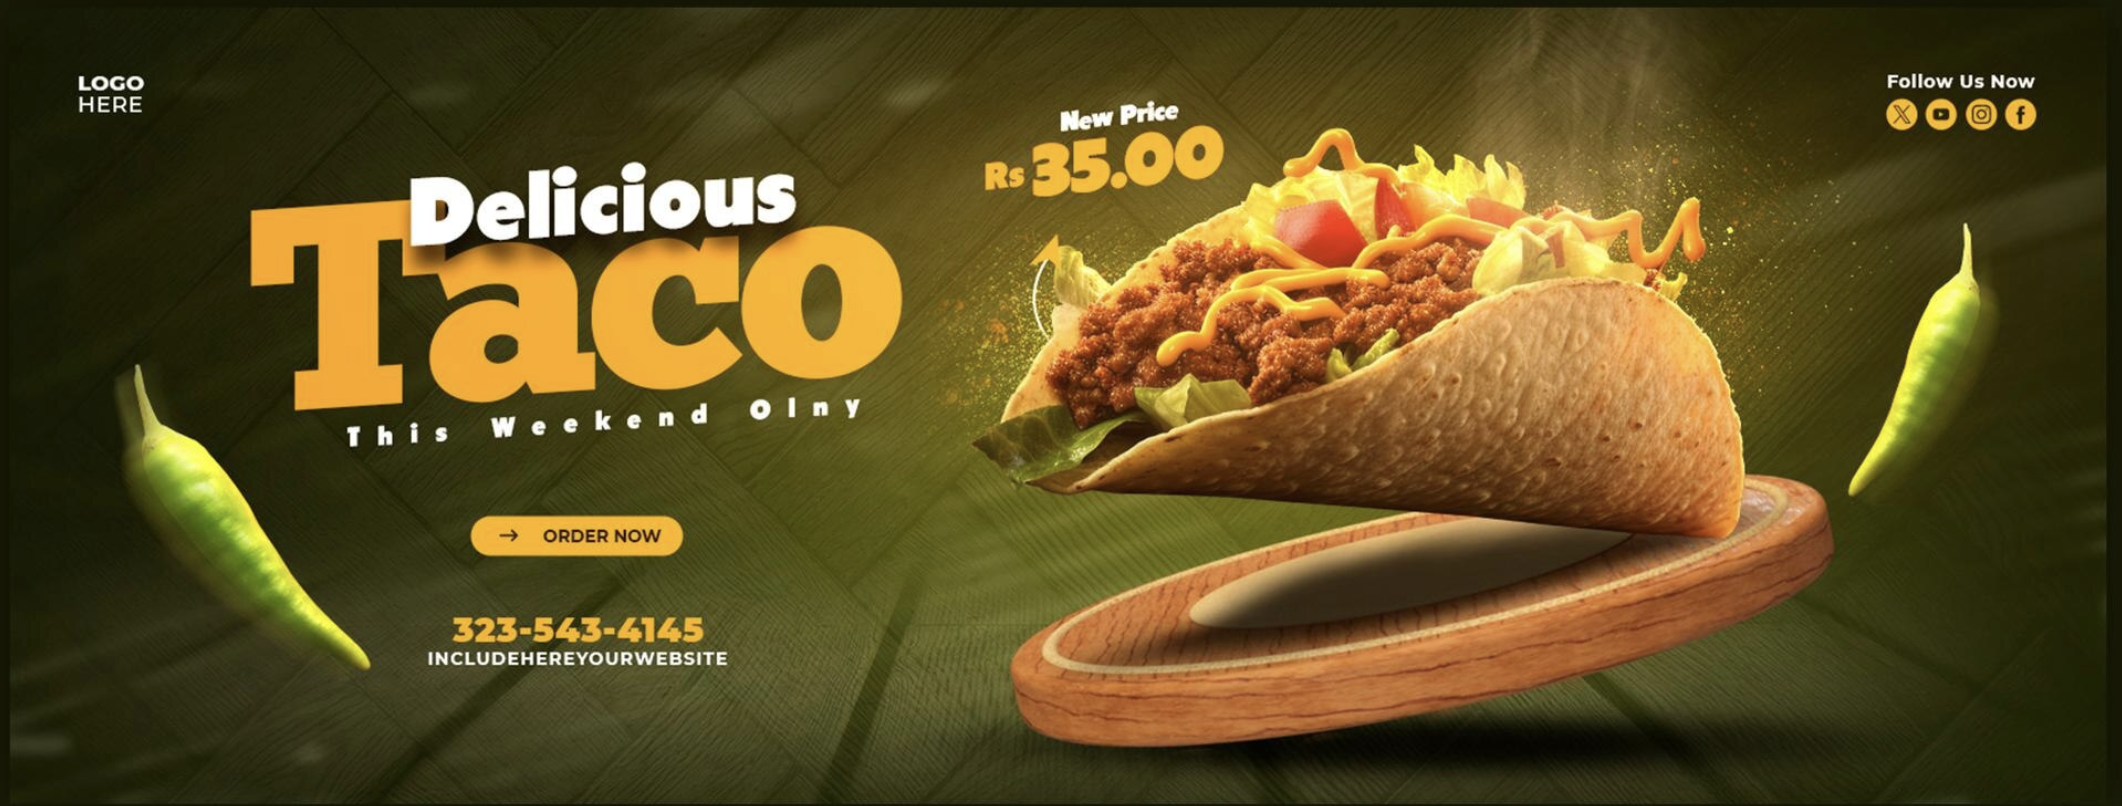 LOGO
HERE
Follow Us Now
New Price
Rs 35.00
Delicious
Taco
This Weekend Olny
ORDER NOW
323-543-4145
INCLUDEHEREYOURWEBSITE